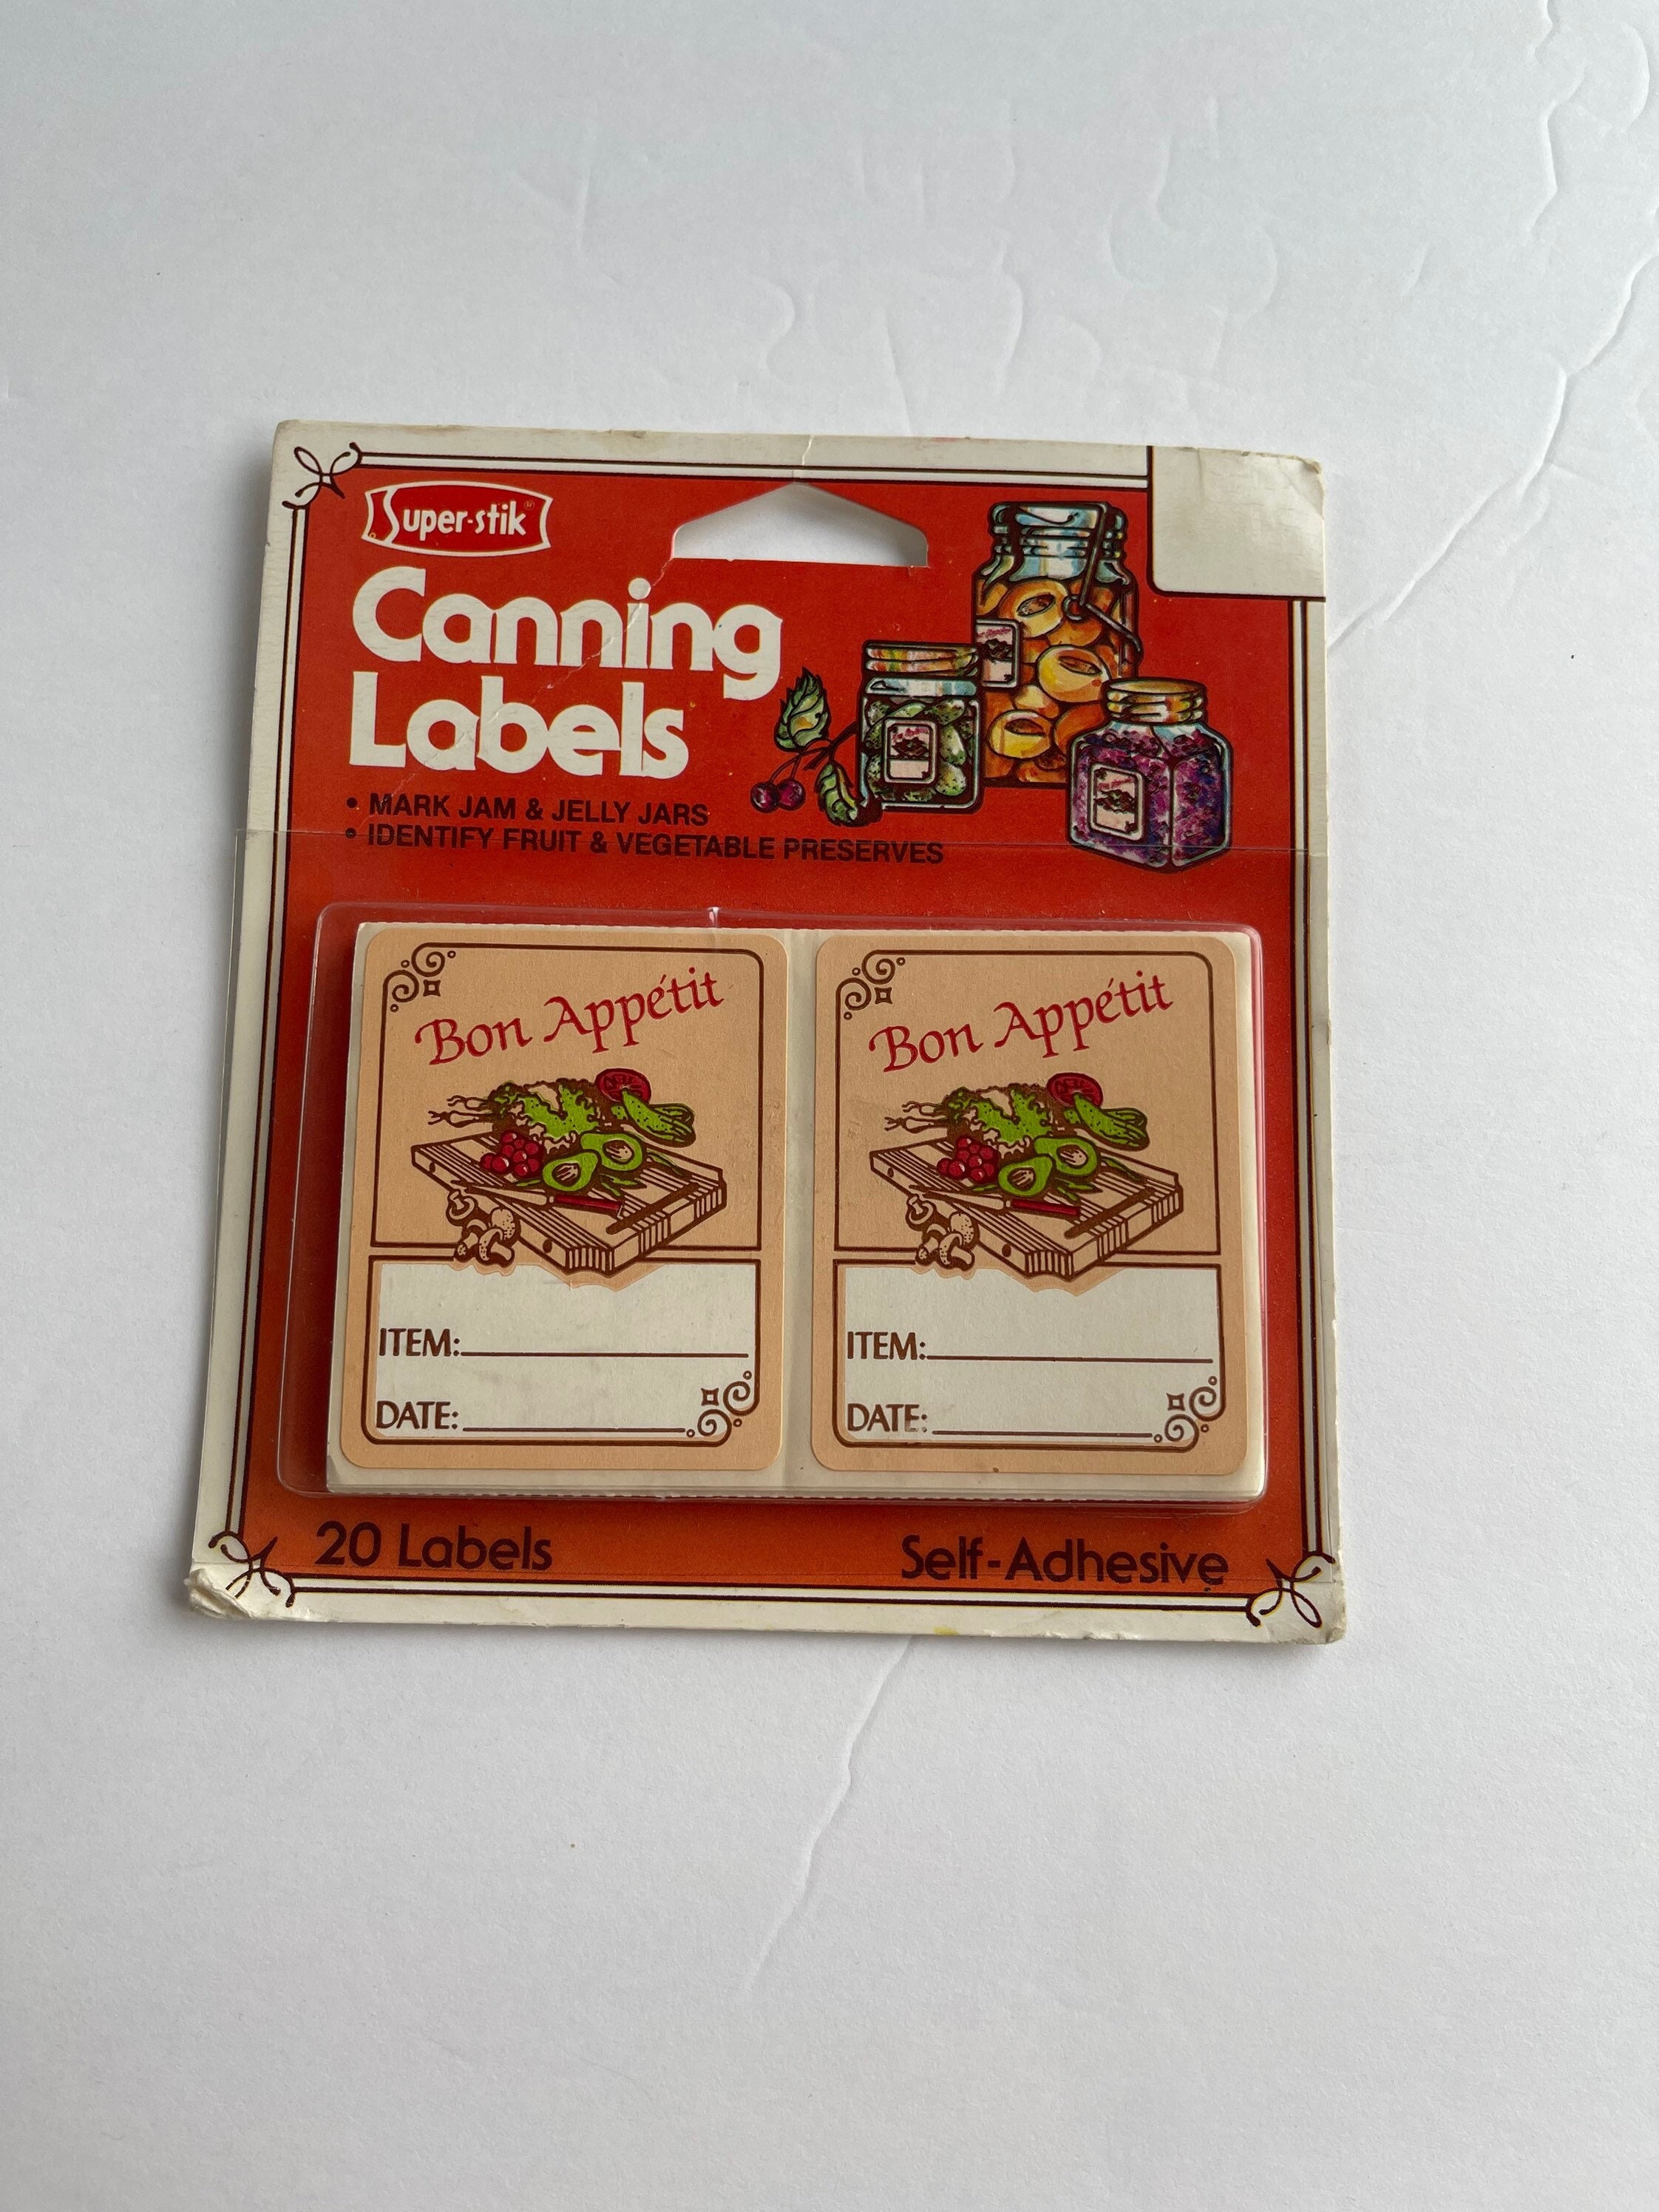 Super-stik
Canning
Labels
• MARK JAM & JELLY JARS
• IDENTIFY FRUIT & VEGETABLE PRESERVES
Bon Appétit
ITEM:
DATE:
Bon Appétit
ITEM:
DATE:
20 Labels
Self-Adhesive